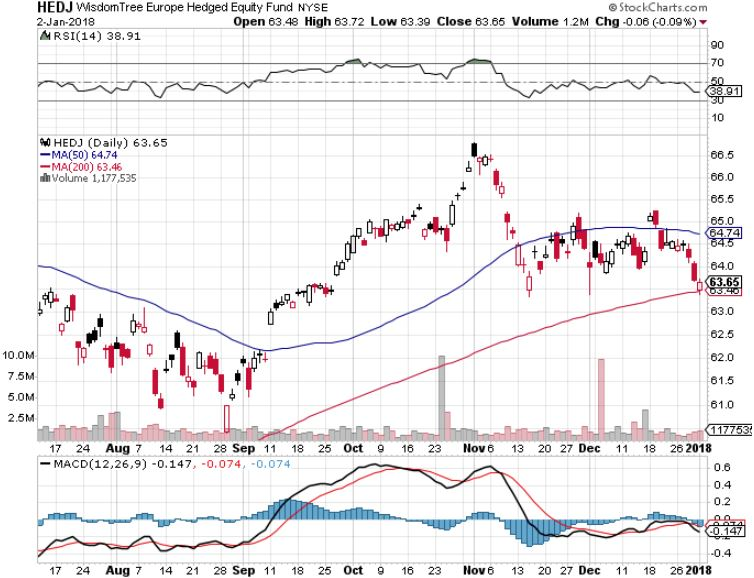 HEDJ WisdomTree Europe Hedged Equity Fund NYSE © StockCharts.com
2-Jan-2018 Open 63.48 High 63.72 Low 63.39 Close 63.65 Volume 1.2M Chg -0.06 (-0.09%)
RSI(14) 38.91
90
70
50
38.91
30
10
HEDJ (Daily) 63.65
MA(50) 64.74
MA(200) 63.46
Volume 1,177,535
66.5
66.0
65.5
65.0
64.74
64.5
64.0
63.65
63.46
63.0
62.5
62.0
61.5
61.0
10.0M
7.5M
5.0M
2.5M
1177535
17 24 Aug 7 14 21 28 Sep 11 18 25 Oct 9 16 23 Nov 6 13 20 27 Dec 11 18 26 2018
MACD(12,26,9) -0.147, -0.074, -0.074
0.6
0.4
0.2
0.0
-0.074
-0.147
-0.4
17 24 Aug 7 14 21 28 Sep 11 18 25 Oct 9 16 23 Nov 6 13 20 27 Dec 11 18 26 2018